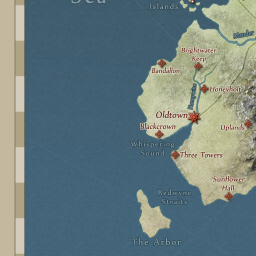 Sea
Islands
Mander
Brightwater
Keep
Bandallon
Honeyholt
Oldtown
Blackcrown
Uplands
Whispering
Sound
Three Towers
Sunflower
Hall
Redwyne
Straits
The Arbor